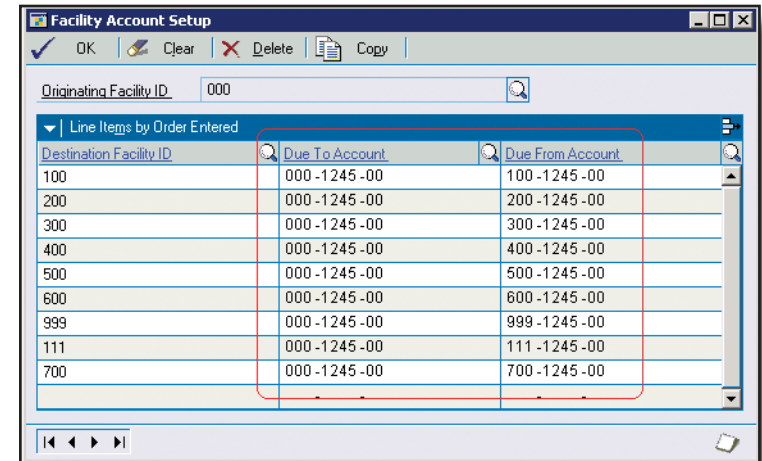 Facility Account Setup
OK Clear Delete Copy
Originating Facility ID 000
Line Items by Order Entered
Destination Facility ID Due To Account Due From Account
100 000 -1245 -00 100 -1245 -00
200 000 -1245 -00 200 -1245 -00
300 000 -1245 -00 300 -1245 -00
400 000 -1245 -00 400 -1245 -00
500 000 -1245 -00 500 -1245 -00
600 000 -1245 -00 600 -1245 -00
999 000 -1245 -00 999 -1245 -00
111 000 -1245 -00 111 -1245 -00
700 000 -1245 -00 700 -1245 -00
- - - -